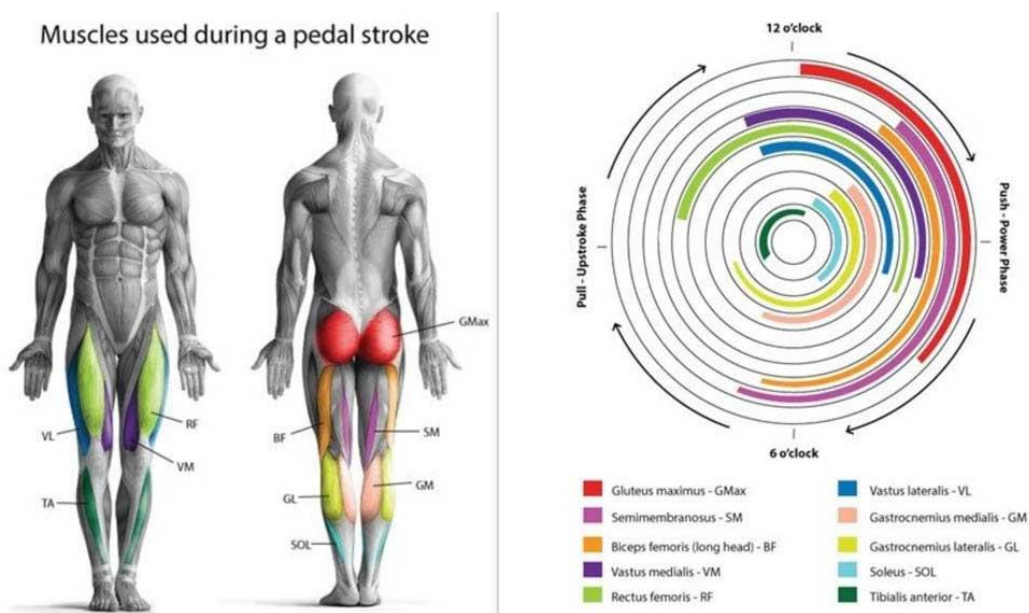 Muscles used during a pedal stroke
GMax
VL
RF
VM
BF
SM
TA
GL
GM
SOL
12 o'clock
Pull - Upstroke Phase
Push - Power Phase
6 o'clock
Gluteus maximus - GMax
Semimembranosus - SM
Biceps femoris (long head) - BF
Vastus medialis - VM
Rectus femoris - RF
Vastus lateralis - VL
Gastrocnemius medialis - GM
Gastrocnemius lateralis - GL
Soleus - SOL
Tibialis anterior - TA